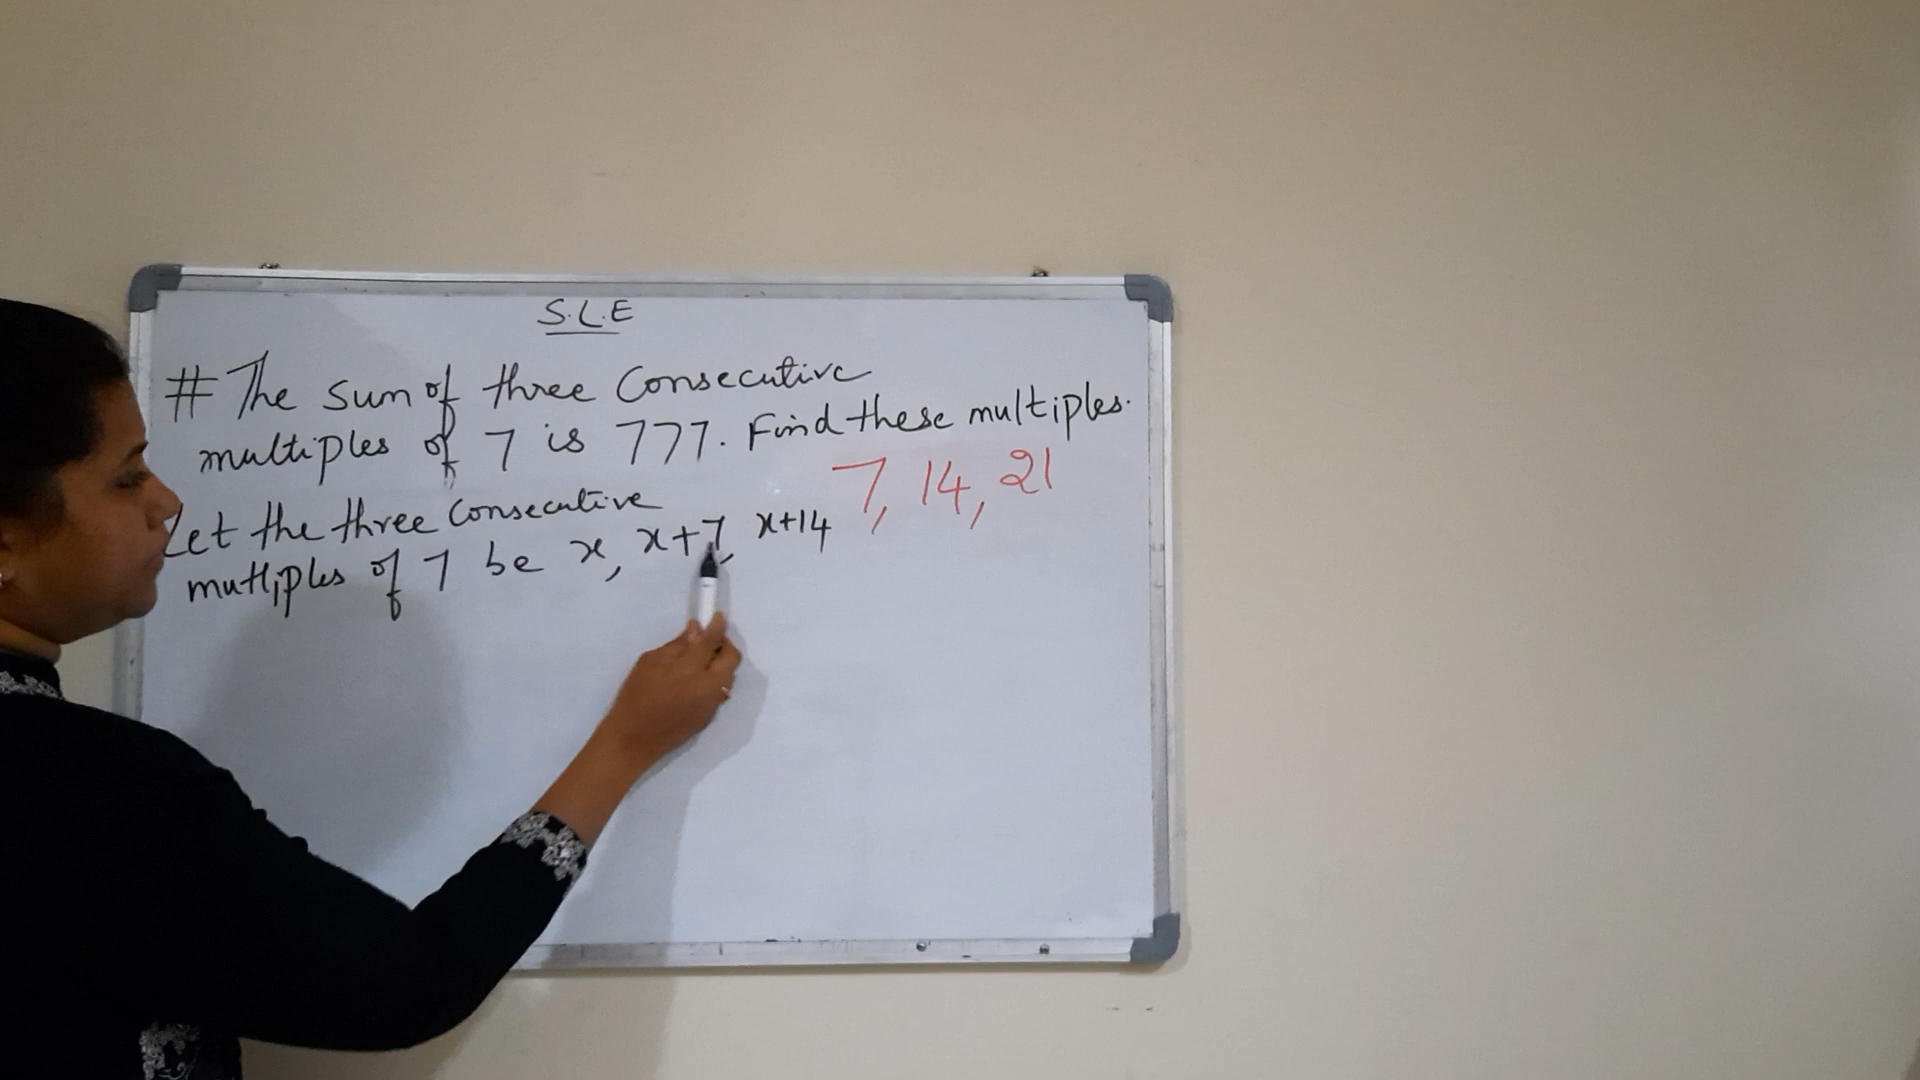 S.L.E
# The sum of three Consecutive
multiples of 7 is 777. Find these multiples.
7, 14, 21
Let the three Consecutive
mutliples of 7 be x, x+7, x+14